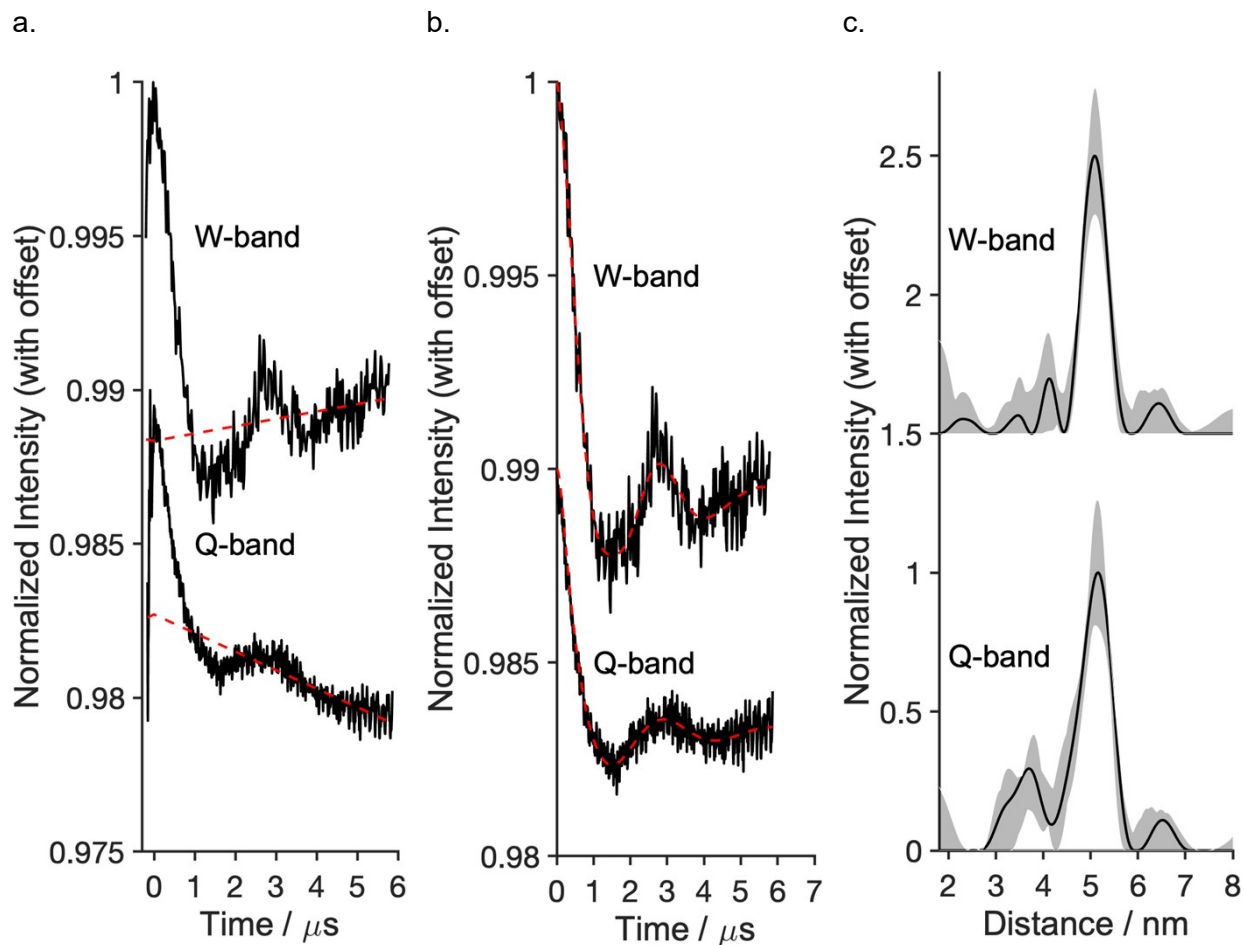 a.
b.
c.
Normalized Intensity (with offset)
1
0.995
0.99
0.985
0.98
0.975
W-band
Q-band
0 1 2 3 4 5 6
Time / μs
Normalized Intensity (with offset)
1
0.995
0.99
0.985
0.98
W-band
Q-band
0 1 2 3 4 5 6 7
Time / μs
Normalized Intensity (with offset)
2.5
2
1.5
1
0.5
0
W-band
Q-band
2 3 4 5 6 7 8
Distance / nm